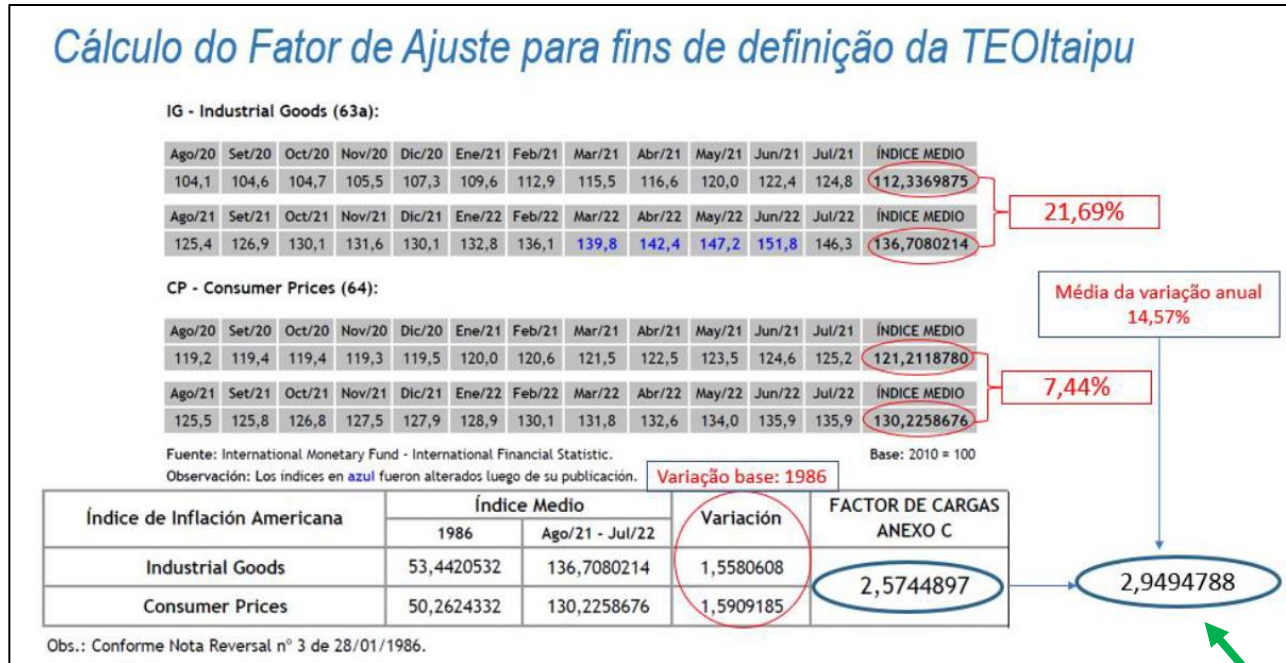 Cálculo do Fator de Ajuste para fins de definição da TEOItaipu
IG - Industrial Goods (63a):
Ago/20 Set/20 Oct/20 Nov/20 Dic/20 Ene/21 Feb/21 Mar/21 Abr/21 May/21 Jun/21 Jul/21 ÍNDICE MEDIO
104,1 104,6 104,7 105,5 107,3 109,6 112,9 115,5 116,6 120,0 122,4 124,8 112,3369875
21,69%
Ago/21 Set/21 Oct/21 Nov/21 Dic/21 Ene/22 Feb/22 Mar/22 Abr/22 May/22 Jun/22 Jul/22 ÍNDICE MEDIO
125,4 126,9 130,1 131,6 130,1 132,8 136,1 139,8 142,4 147,2 151,8 146,3 136,7080214
CP - Consumer Prices (64):
Média da variação anual
14,57%
Ago/20 Set/20 Oct/20 Nov/20 Dic/20 Ene/21 Feb/21 Mar/21 Abr/21 May/21 Jun/21 Jul/21 ÍNDICE MEDIO
119,2 119,4 119,4 119,3 119,5 120,0 120,6 121,5 122,5 123,5 124,6 125,2 121,2118780
7,44%
Ago/21 Set/21 Oct/21 Nov/21 Dic/21 Ene/22 Feb/22 Mar/22 Abr/22 May/22 Jun/22 Jul/22 ÍNDICE MEDIO
125,5 125,8 126,8 127,5 127,9 128,9 130,1 131,8 132,6 134,0 135,9 135,9 130,2258676
Fuente: International Monetary Fund - International Financial Statistic. Base: 2010 = 100
Observación: Los índices en azul fueron alterados luego de su publicación.
Variação base: 1986
Índice de Inflación Americana Índice Medio Variación FACTOR DE CARGAS ANEXO C
1986 Ago/21 - Jul/22
Industrial Goods 53,4420532 136,7080214 1,5580608
2,5744897 2,9494788
Consumer Prices 50,2624332 130,2258676 1,5909185
Obs.: Conforme Nota Reversal nº 3 de 28/01/1986.